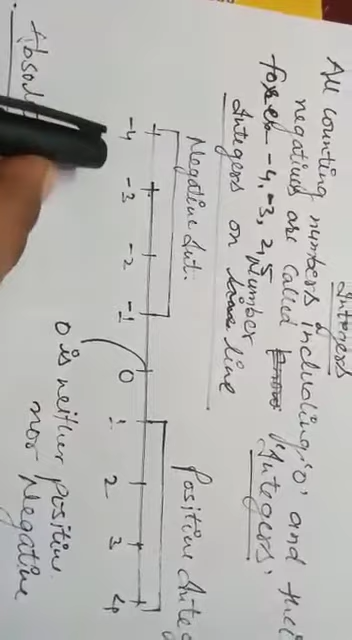 Integers
All counting numbers including '0' and their
negatives are called Integers.
for ex -4, -3, 2, 5
Integers on Number line
Negative Int.
Positive Inte
-4 -3 -2 -1 0 1 2 3 4
0 is neither positive
nor Negative
Absol